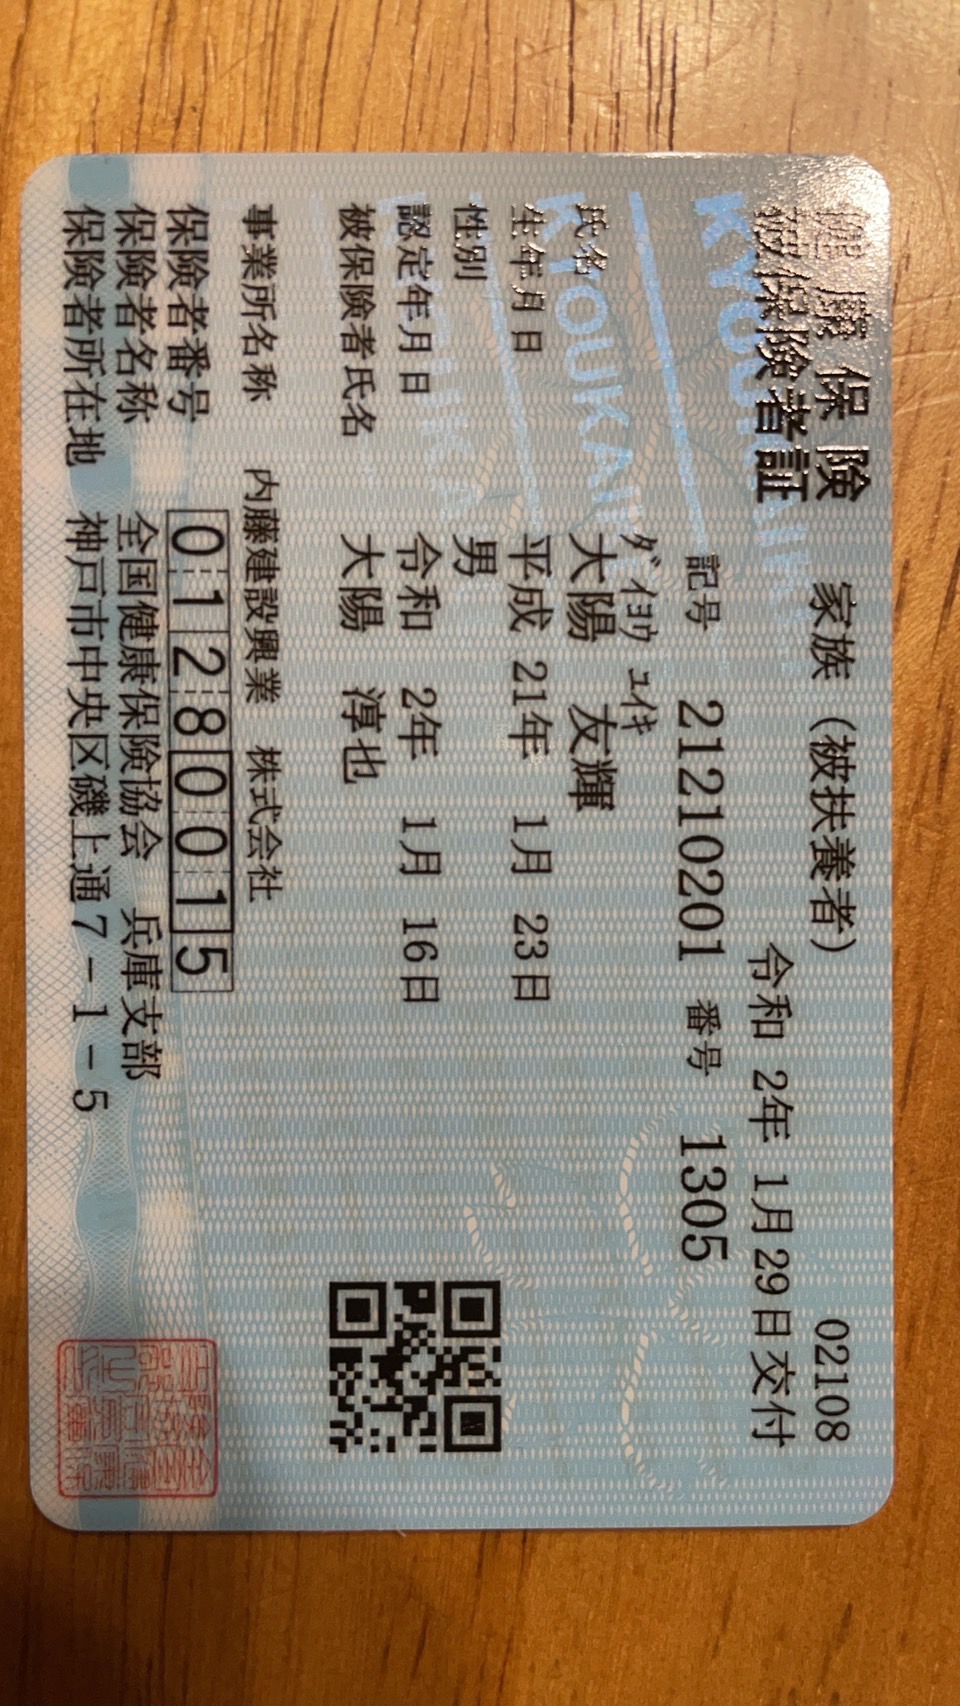 健康保険 家族（被扶養者） 02108
被保険者証 令和 2年 1月29日交付
記号 21210201 番号 1305
ﾀﾞｲﾖｳ ﾕｳｷ
氏名 大陽 友輝
生年月日 平成 21年 1月 23日
性別 男
認定年月日 令和 2年 1月 16日
被保険者氏名 大陽 淳也
事業所名称 内藤建設興業 株式会社
保険者番号 01280015
保険者名称 全国健康保険協会 兵庫支部
保険者所在地 神戸市中央区磯上通7-1-5